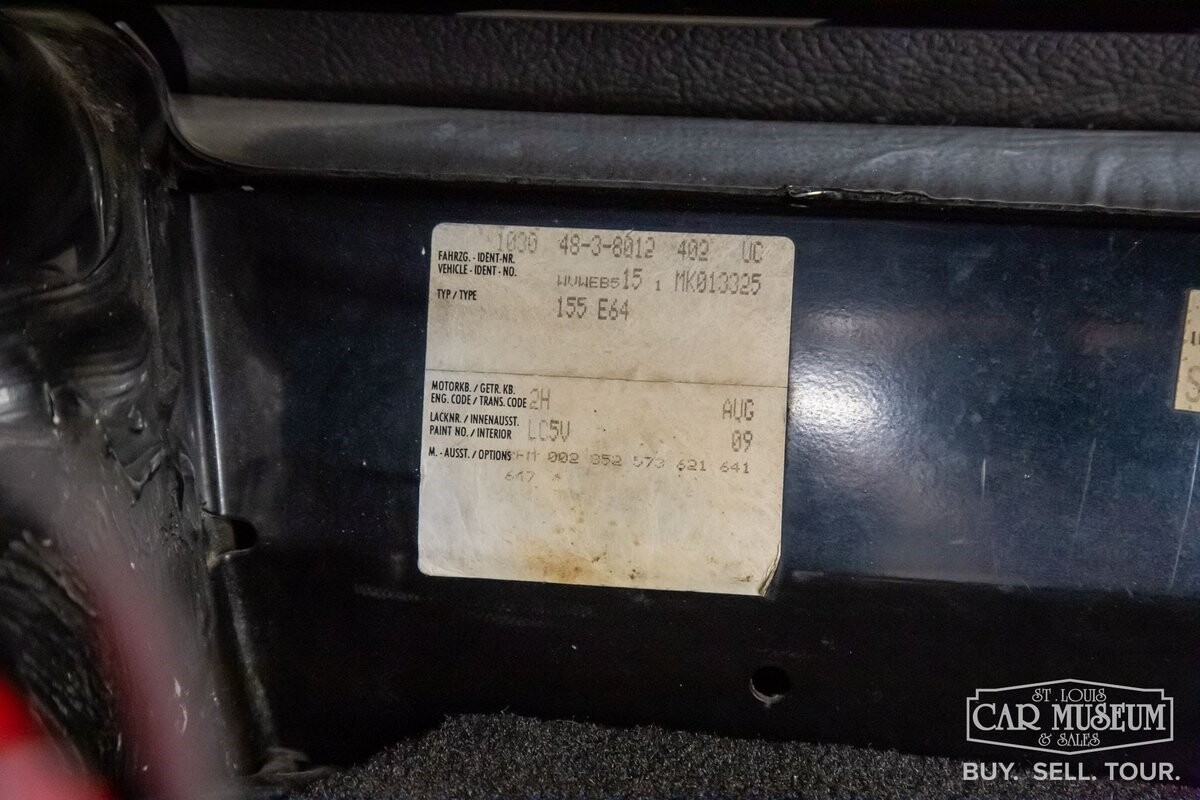 1030 48-3-8012 402 UC
FAHRZG. - IDENT-NR.
VEHICLE - IDENT - NO. WVWEB515 1 MK013325
TYP / TYPE 155 E64
MOTORKB. / GETR. KB.
ENG. CODE / TRANS. CODE 2H AUG
LACKNR. / INNENAUSST.
PAINT NO. / INTERIOR LC5V 09
M. - AUSST. / OPTIONS 002 352 573 621 641
647 *
ST. LOUIS
CAR MUSEUM
& SALES
BUY. SELL. TOUR.